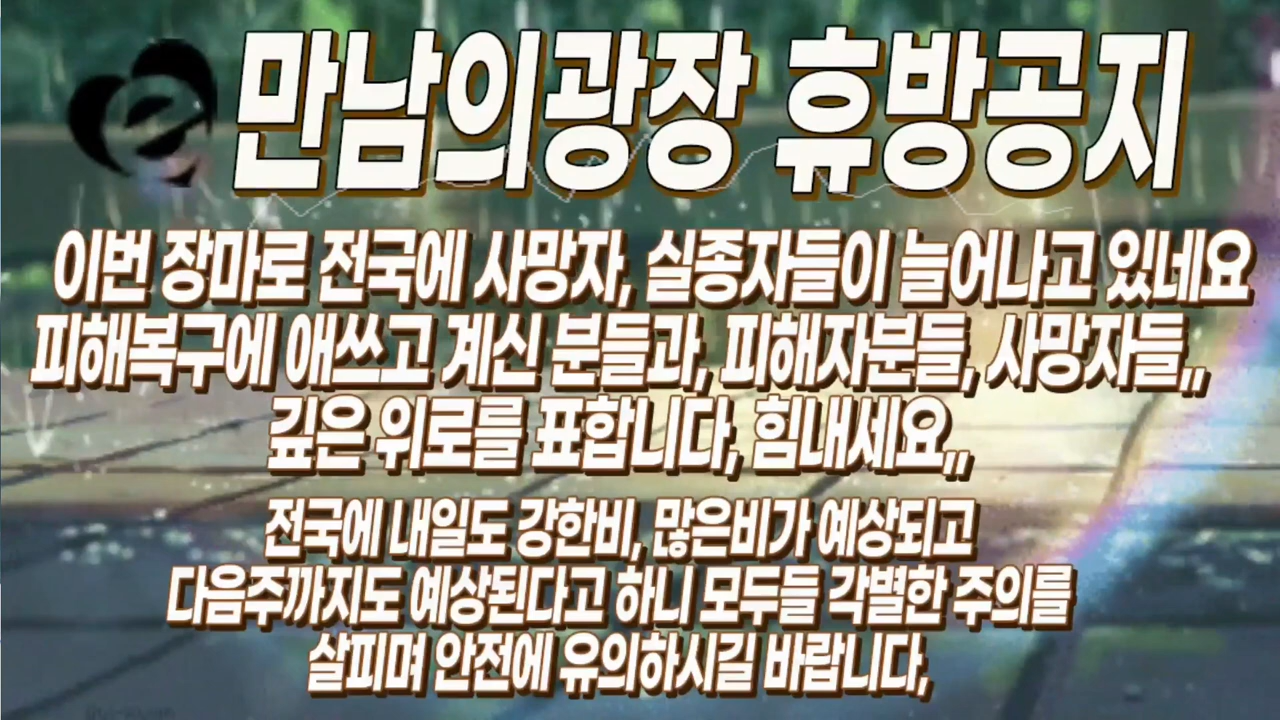 만남의광장 휴방공지
이번 장마로 전국에 사망자, 실종자들이 늘어나고 있네요
피해복구에 애쓰고 계신 분들과, 피해자분들, 사망자들,,
깊은 위로를 표합니다, 힘내세요,,
전국에 내일도 강한비, 많은비가 예상되고
다음주까지도 예상된다고 하니 모두들 각별한 주의를
살피며 안전에 유의하시길 바랍니다,